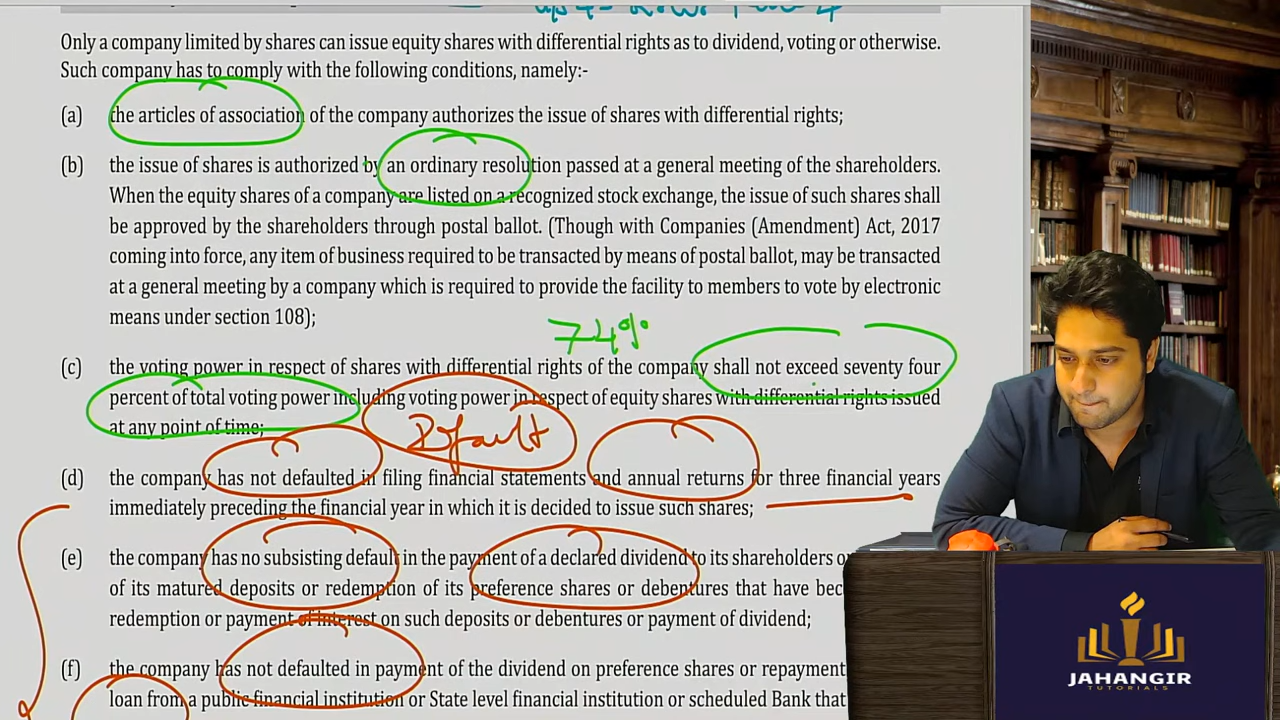 Only a company limited by shares can issue equity shares with differential rights as to dividend, voting or otherwise.
Such company has to comply with the following conditions, namely:-
(a) the articles of association of the company authorizes the issue of shares with differential rights;
(b) the issue of shares is authorized by an ordinary resolution passed at a general meeting of the shareholders.
When the equity shares of a company are listed on a recognized stock exchange, the issue of such shares shall
be approved by the shareholders through postal ballot. (Though with Companies (Amendment) Act, 2017
coming into force, any item of business required to be transacted by means of postal ballot, may be transacted
at a general meeting by a company which is required to provide the facility to members to vote by electronic
means under section 108);
74%
(c) the voting power in respect of shares with differential rights of the company shall not exceed seventy four
percent of total voting power including voting power in respect of equity shares with differential rights issued
at any point of time;
Default
(d) the company has not defaulted in filing financial statements and annual returns for three financial years
immediately preceding the financial year in which it is decided to issue such shares;
(e) the company has no subsisting default in the payment of a declared dividend to its shareholders
of its matured deposits or redemption of its preference shares or debentures that have
redemption or payment of interest on such deposits or debentures or payment of dividend;
(f) the company has not defaulted in payment of the dividend on preference shares or repayment
loan from a public financial institution or State level financial institution or scheduled Bank that
JAHANGIR
TUTORIALS